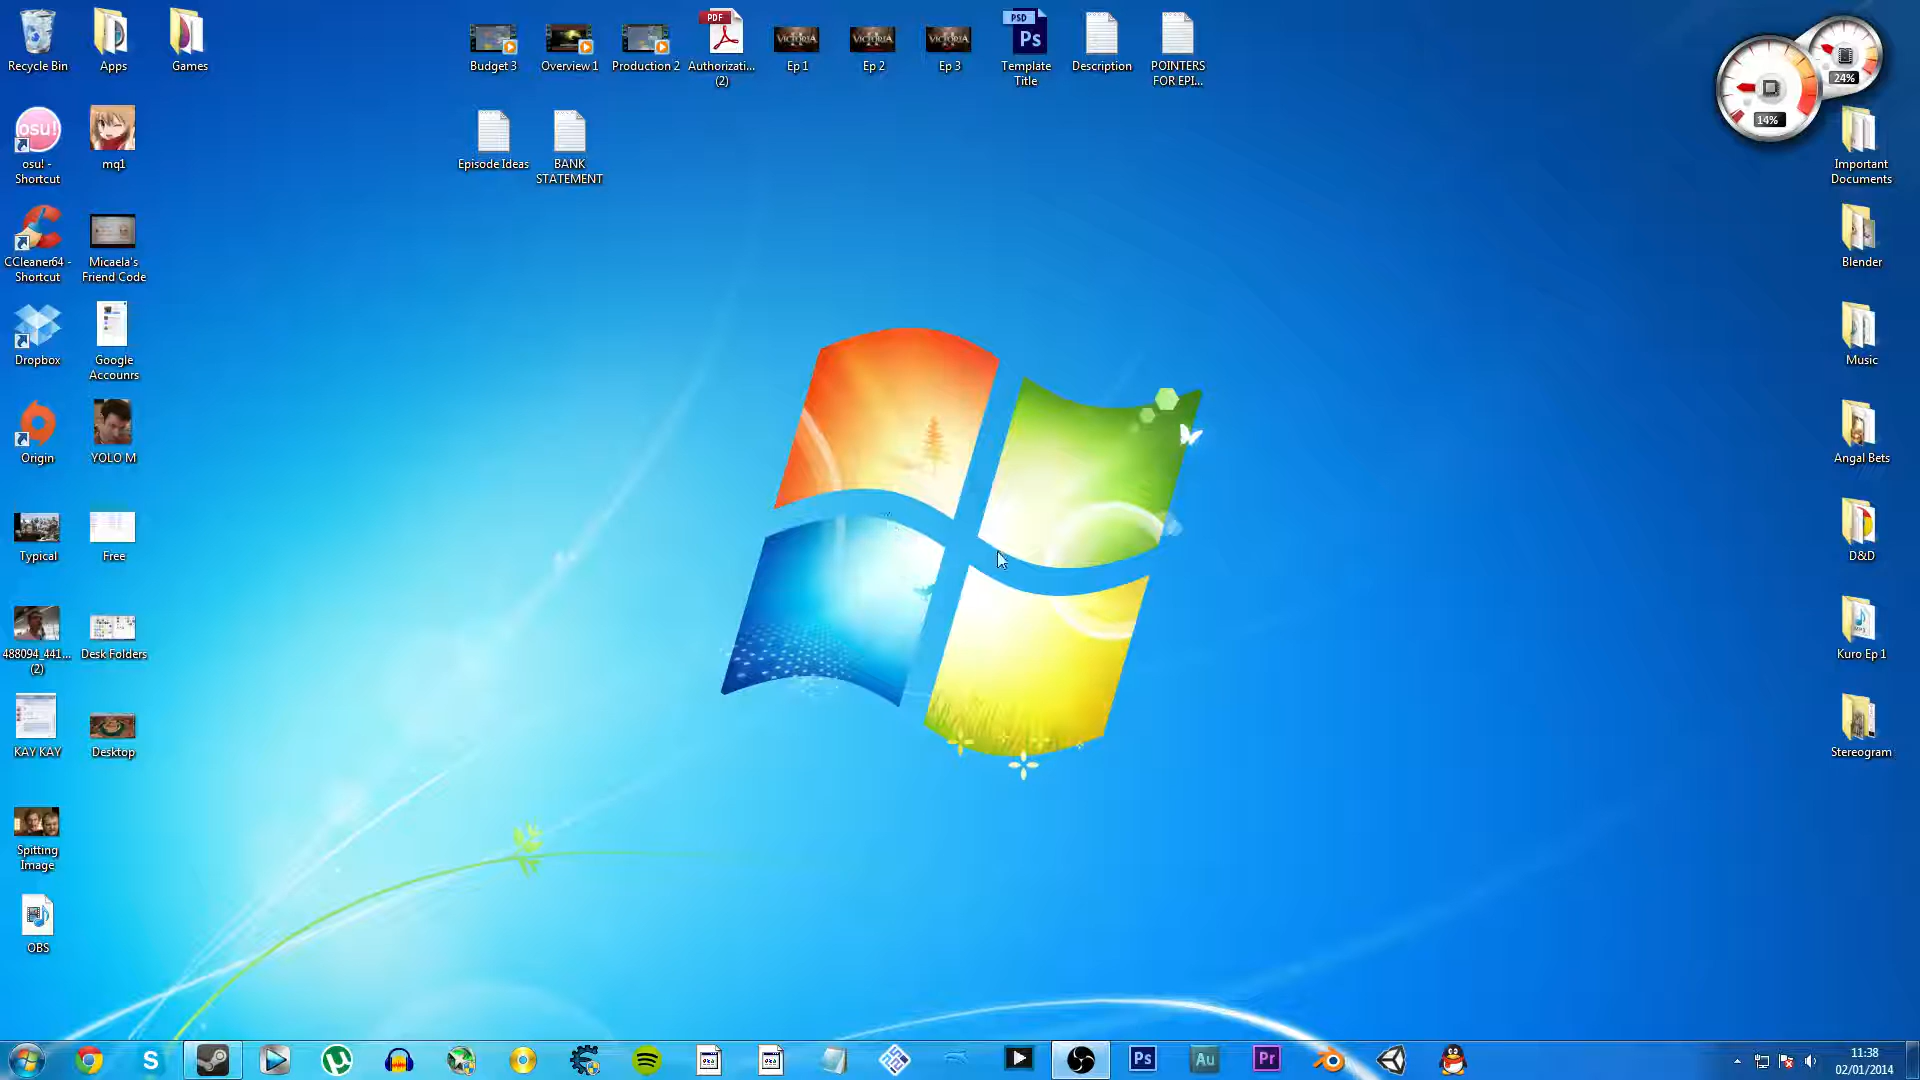 Recycle Bin
Apps
Games
Budget 3
Overview 1
Production 2
PDF
Authorizati...
(2)
VICTORIA
Ep 1
VICTORIA
Ep 2
VICTORIA
Ep 3
PSD
Ps
Template
Title
Description
POINTERS
FOR EPI...
24%
14%
osu!
osu! -
Shortcut
mq1
Episode Ideas
BANK
STATEMENT
Important
Documents
CCleaner64 -
Shortcut
Micaela's
Friend Code
Blender
Dropbox
Google
Accounrs
Music
Origin
YOLO M
Angal Bets
Typical
Free
D&D
488094_441...
(2)
Desk Folders
MP3
Kuro Ep 1
KAY KAY
Desktop
Stereogram
Spitting
Image
OBS
S
Ps
Au
Pr
11:38
02/01/2014